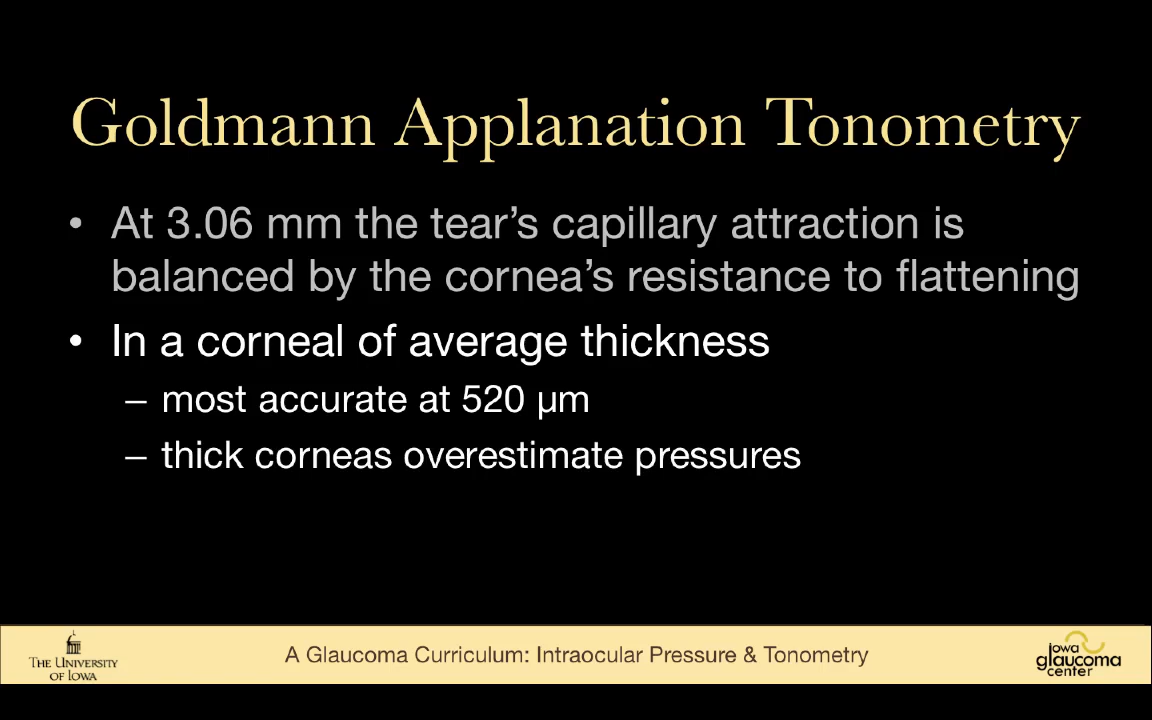 Goldmann Applanation Tonometry
• At 3.06 mm the tear’s capillary attraction is
balanced by the cornea’s resistance to flattening
• In a corneal of average thickness
– most accurate at 520 µm
– thick corneas overestimate pressures
THE UNIVERSITY
OF IOWA
A Glaucoma Curriculum: Intraocular Pressure & Tonometry
iowa
glaucoma
center